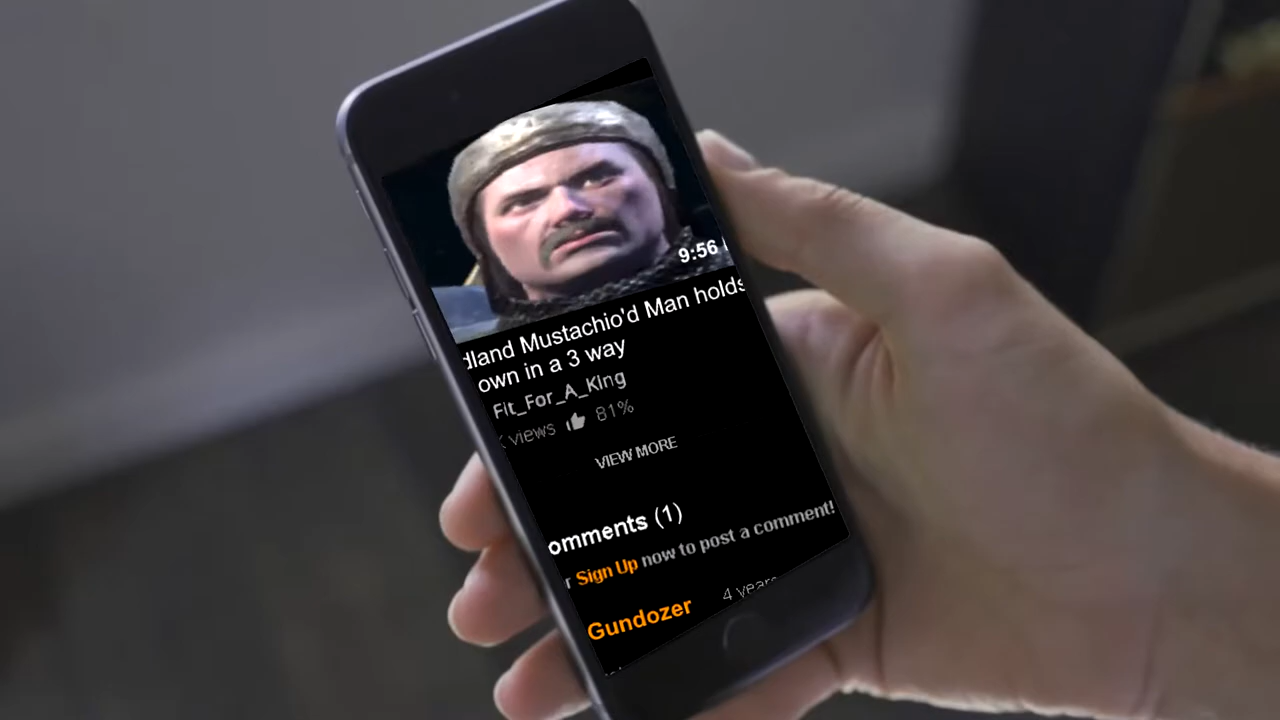 9:56
dland Mustachio'd Man holds
own in a 3 way
Fit_For_A_King
views 81%
VIEW MORE
omments (1)
r Sign Up now to post a comment!
Gundozer 4 years